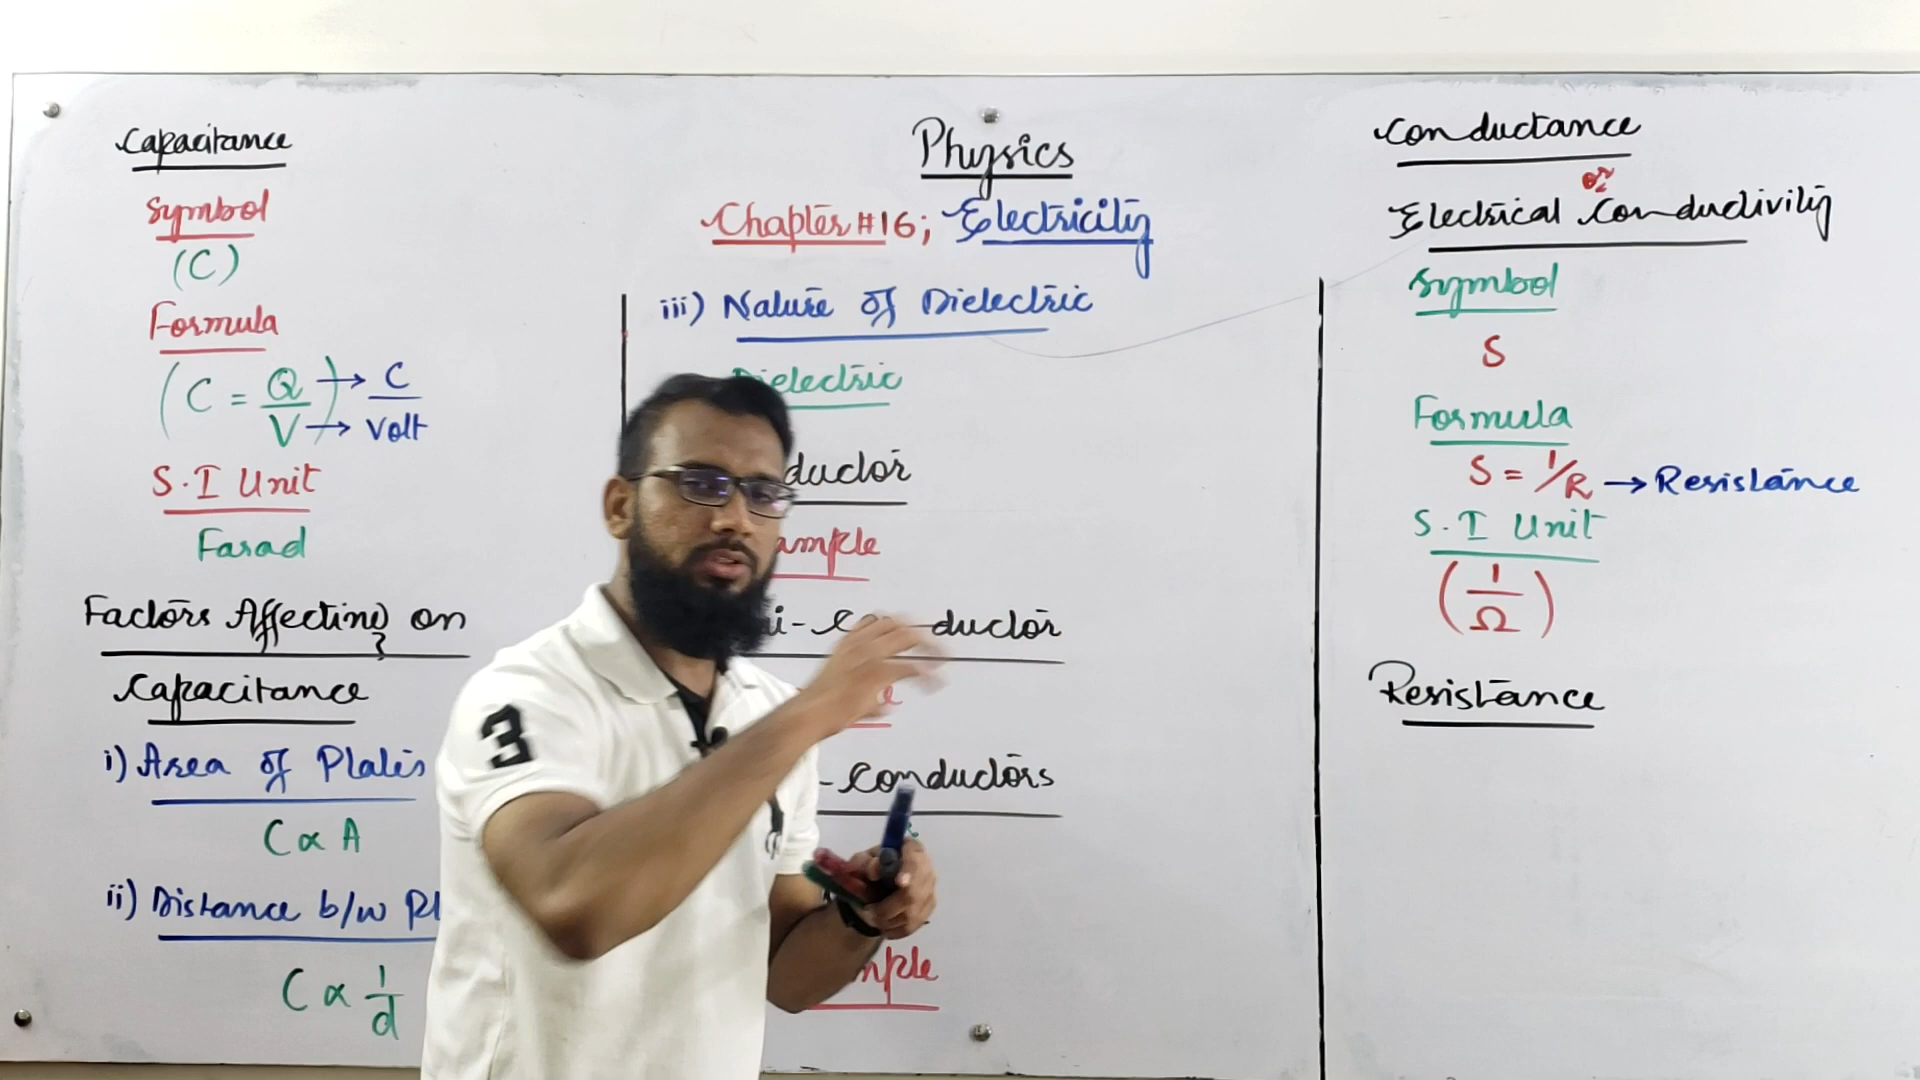 Capacitance
Symbol
(C)
Formula
(C = Q/V) → C
→ Volt
S.I Unit
Farad
Factors Affecting on
Capacitance
i) Area of Plates
C ∝ A
ii) Distance b/w Pl
C ∝ 1/d
Physics
Chapter #16; Electricity
iii) Nature of Dielectric
Dielectric
ductor
ample
i-Conductor
e
-Conductors
mple
3
Conductance
or
Electrical Conductivity
Symbol
S
Formula
S = 1/R → Resistance
S.I Unit
(1/Ω)
Resistance